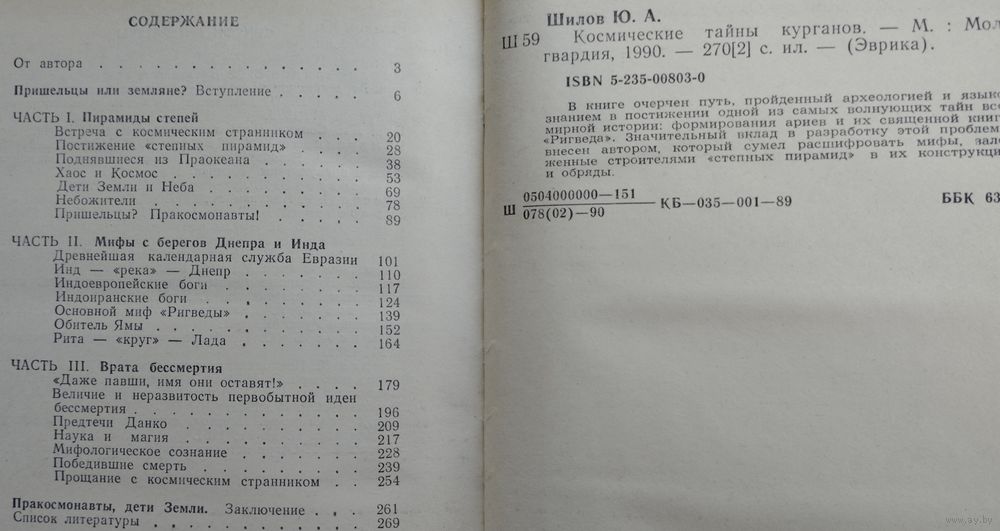 СОДЕРЖАНИЕ
От автора . . . . . . . . . . . . . . . 3
Пришельцы или земляне? Вступление . . . . . 6
ЧАСТЬ I. Пирамиды степей
Встреча с космическим странником . . . . 20
Постижение «степных пирамид» . . . . . 28
Поднявшиеся из Праокеана . . . . . . 38
Хаос и Космос . . . . . . . . . . 53
Дети Земли и Неба . . . . . . . . 69
Небожители . . . . . . . . . . . 78
Пришельцы? Пракосмонавты! . . . . . 89
ЧАСТЬ II. Мифы с берегов Днепра и Инда
Древнейшая календарная служба Евразии 101
Инд — «река» — Днепр . . . . . . . 110
Индоевропейские боги . . . . . . . 117
Индоиранские боги . . . . . . . . 124
Основной миф «Ригведы» . . . . . . 139
Обитель Ямы . . . . . . . . . . 152
Рита — «круг» — Лада . . . . . . . 164
ЧАСТЬ III. Врата бессмертия
«Даже павши, имя они оставят!» . . . . 179
Величие и неразвитость первобытной идеи
бессмертия . . . . . . . . . . . 196
Предтечи Данко . . . . . . . . . 209
Наука и магия . . . . . . . . . 217
Мифологическое сознание . . . . . . 228
Победившие смерть . . . . . . . . 239
Прощание с космическим странником . . 254
Пракосмонавты, дети Земли. Заключение . . . 261
Список литературы . . . . . . . . . . 269
Шилов Ю. А.
Ш 59 Космические тайны курганов. — М. : Мол.
гвардия, 1990. — 270[2] с. ил. — (Эврика).
ISBN 5-235-00803-0
В книге очерчен путь, пройденный археологией и языко-
знанием в постижении одной из самых волнующих тайн все-
мирной истории: формирования ариев и их священной книг
«Ригведа». Значительный вклад в разработку этой проблем
внесен автором, который сумел расшифровать мифы, зало-
женные строителями «степных пирамид» в их конструкци
и обряды.
Ш 0504000000—151
078(02)—90 КБ—035—001—89 ББК 63
www.ay.by